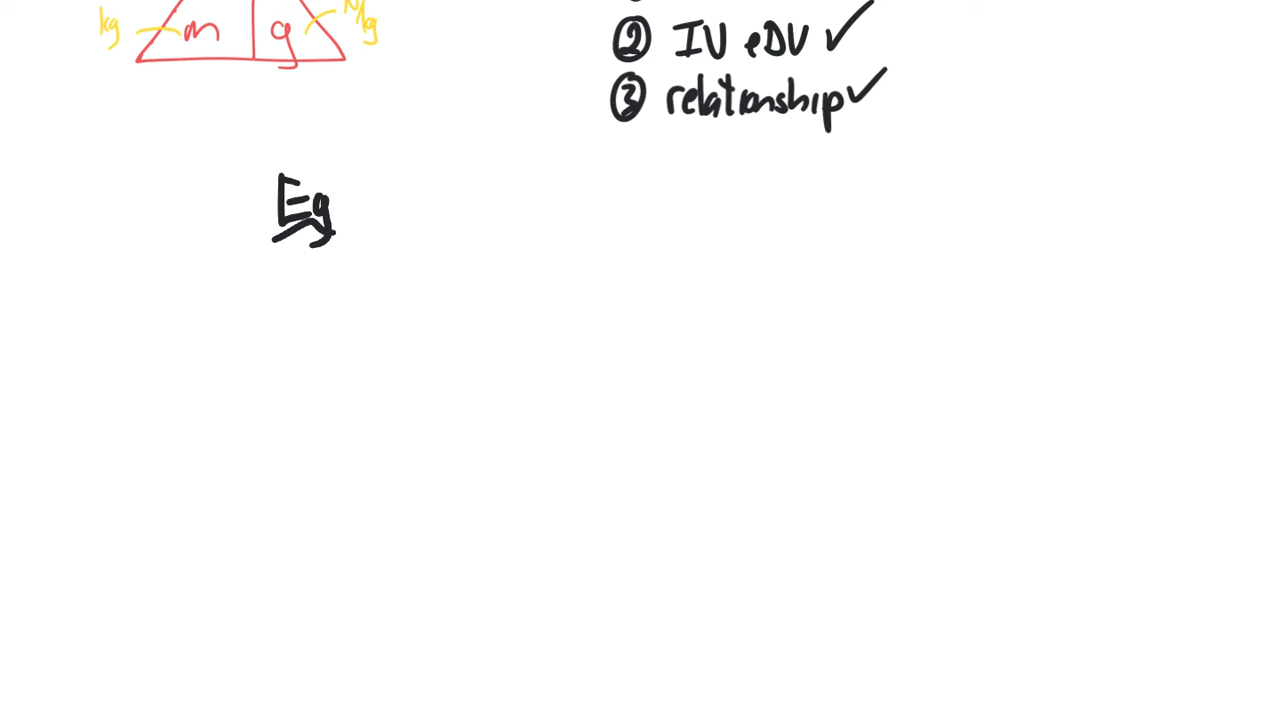 kg m g N/kg
② IV e DV ✓
③ relationship ✓
Eg